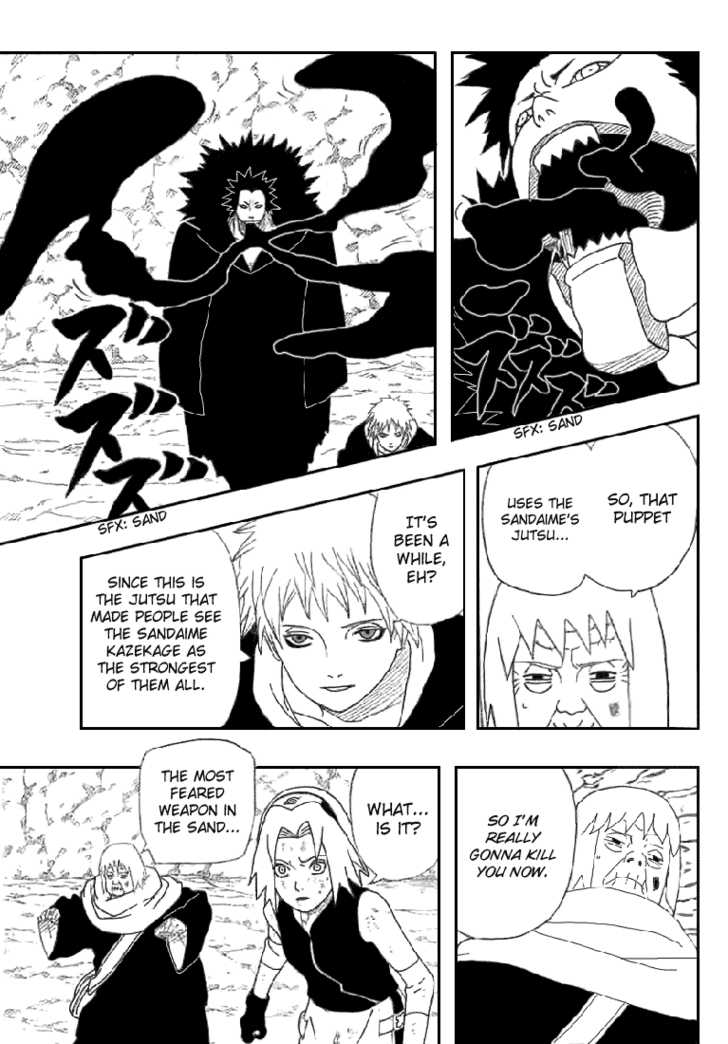 ズズズ
SFX: SAND
ズズズ
SFX: SAND
SO, THAT
PUPPET
USES THE
SANDAIME'S
JUTSU...
IT'S
BEEN A
WHILE,
EH?
SINCE THIS IS
THE JUTSU THAT
MADE PEOPLE SEE
THE SANDAIME
KAZEKAGE AS
THE STRONGEST
OF THEM ALL.
SO I'M
REALLY
GONNA KILL
YOU NOW.
WHAT...
IS IT?
THE MOST
FEARED
WEAPON IN
THE SAND...